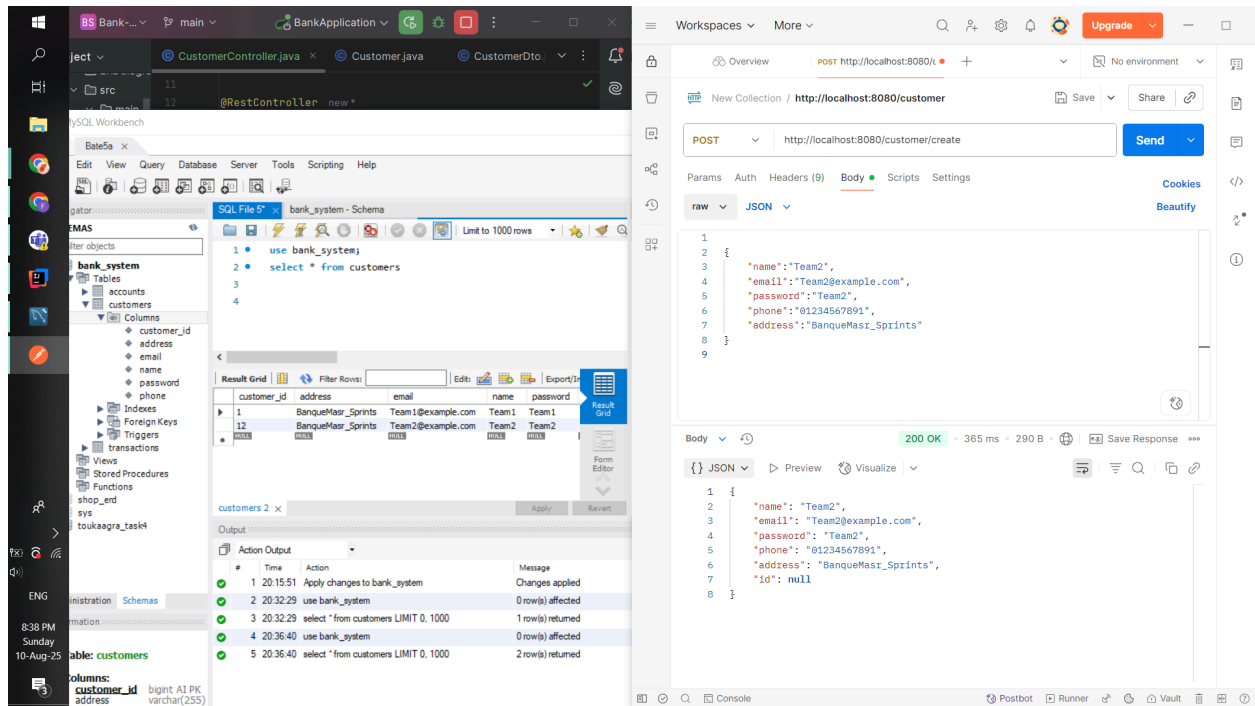 BS Bank-... main BankApplication
ject CustomerController.java Customer.java CustomerDto.
src 11
main 12 @RestController new *
MySQL Workbench
Bate5a
Edit View Query Database Server Tools Scripting Help
SQL File 5* bank_system - Schema
Limit to 1000 rows
1 use bank_system;
2 select * from customers
3
4
bank_system
Tables
accounts
customers
Columns
customer_id
address
email
name
password
phone
Indexes
Foreign Keys
Triggers
transactions
Views
Stored Procedures
Functions
shop_erd
sys
toukaagra_task4
inistration Schemas
Table: customers
Columns:
customer_id bigint AI PK
address varchar(255)
Result Grid Filter Rows: Edit: Export/Im
customer_id address email name password
1 BanqueMasr_Sprints Team1@example.com Team1 Team1
12 BanqueMasr_Sprints Team2@example.com Team2 Team2
NULL NULL NULL NULL NULL
Result
Grid
Form
Editor
customers 2 Apply Revert
Output
Action Output
# Time Action Message
1 20:15:51 Apply changes to bank_system Changes applied
2 20:32:29 use bank_system 0 row(s) affected
3 20:32:29 select * from customers LIMIT 0, 1000 1 row(s) returned
4 20:36:40 use bank_system 0 row(s) affected
5 20:36:40 select * from customers LIMIT 0, 1000 2 row(s) returned
ENG
8:38 PM
Sunday
10-Aug-25
3
Workspaces More Upgrade
Overview POST http://localhost:8080/c No environment
HTTP New Collection / http://localhost:8080/customer Save Share
POST http://localhost:8080/customer/create Send
Params Auth Headers (9) Body Scripts Settings Cookies
raw JSON Beautify
1
2 {
3 "name":"Team2",
4 "email":"Team2@example.com",
5 "password":"Team2",
6 "phone":"01234567891",
7 "address":"BanqueMasr_Sprints"
8 }
9
Body 200 OK 365 ms 290 B Save Response
{} JSON Preview Visualize
1 {
2 "name": "Team2",
3 "email": "Team2@example.com",
4 "password": "Team2",
5 "phone": "01234567891",
6 "address": "BanqueMasr_Sprints",
7 "id": null
8 }
Console Postbot Runner Vault